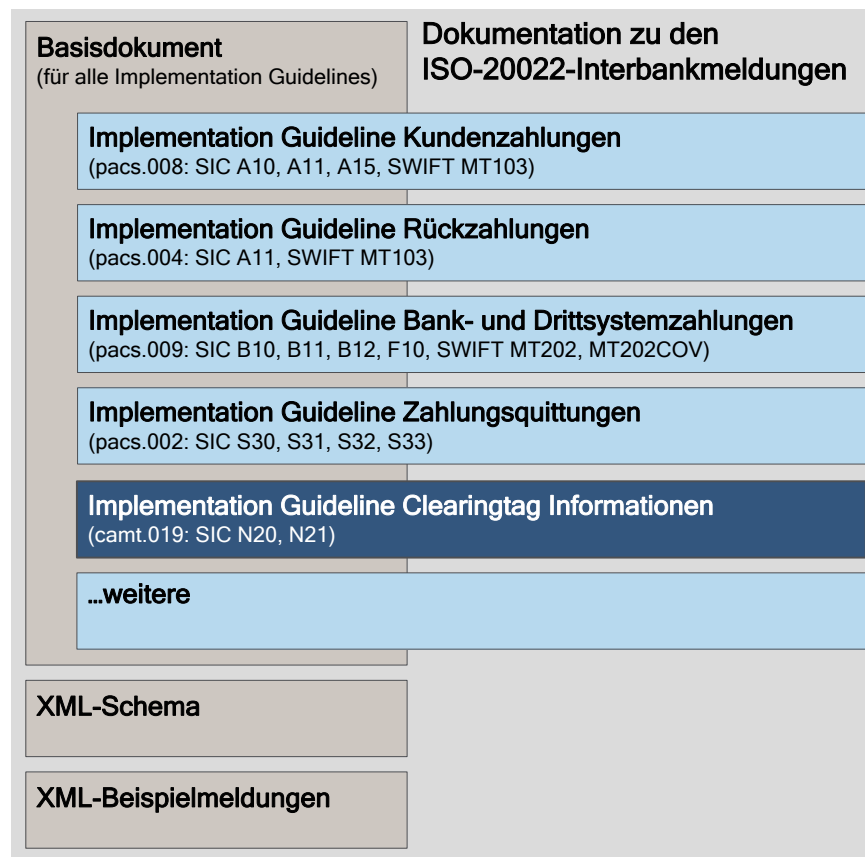 Basisdokument
(für alle Implementation Guidelines)
Dokumentation zu den
ISO-20022-Interbankmeldungen
Implementation Guideline Kundenzahlungen
(pacs.008: SIC A10, A11, A15, SWIFT MT103)
Implementation Guideline Rückzahlungen
(pacs.004: SIC A11, SWIFT MT103)
Implementation Guideline Bank- und Drittsystemzahlungen
(pacs.009: SIC B10, B11, B12, F10, SWIFT MT202, MT202COV)
Implementation Guideline Zahlungsquittungen
(pacs.002: SIC S30, S31, S32, S33)
Implementation Guideline Clearingtag Informationen
(camt.019: SIC N20, N21)
...weitere
XML-Schema
XML-Beispielmeldungen